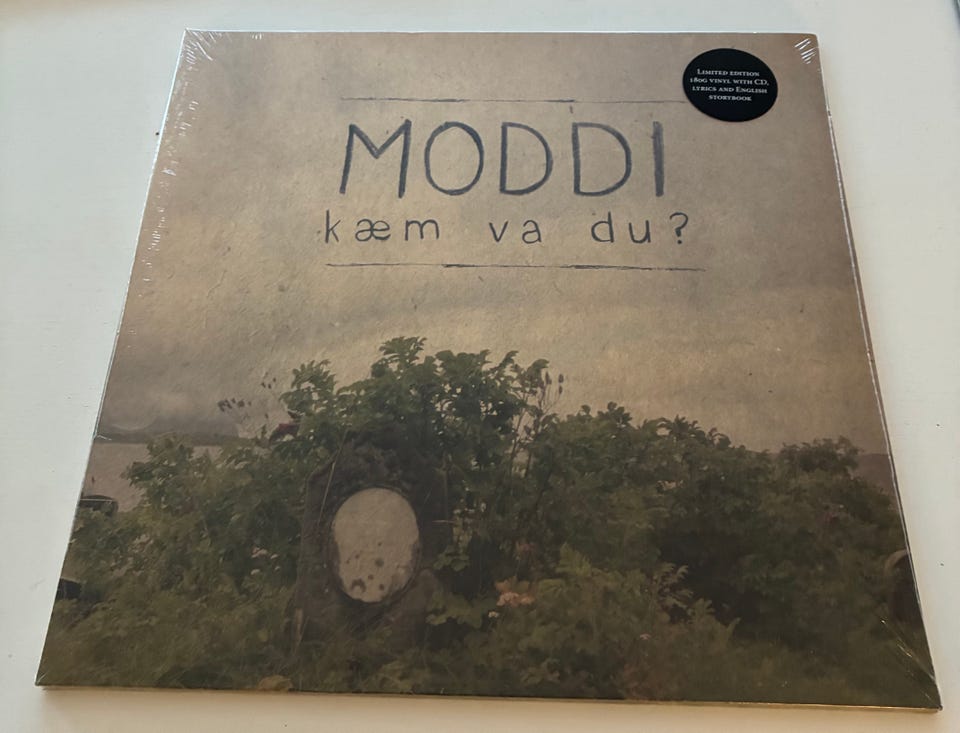 Limited edition
180g vinyl with CD,
lyrics and English
storybook
MODDI
kæm va du?